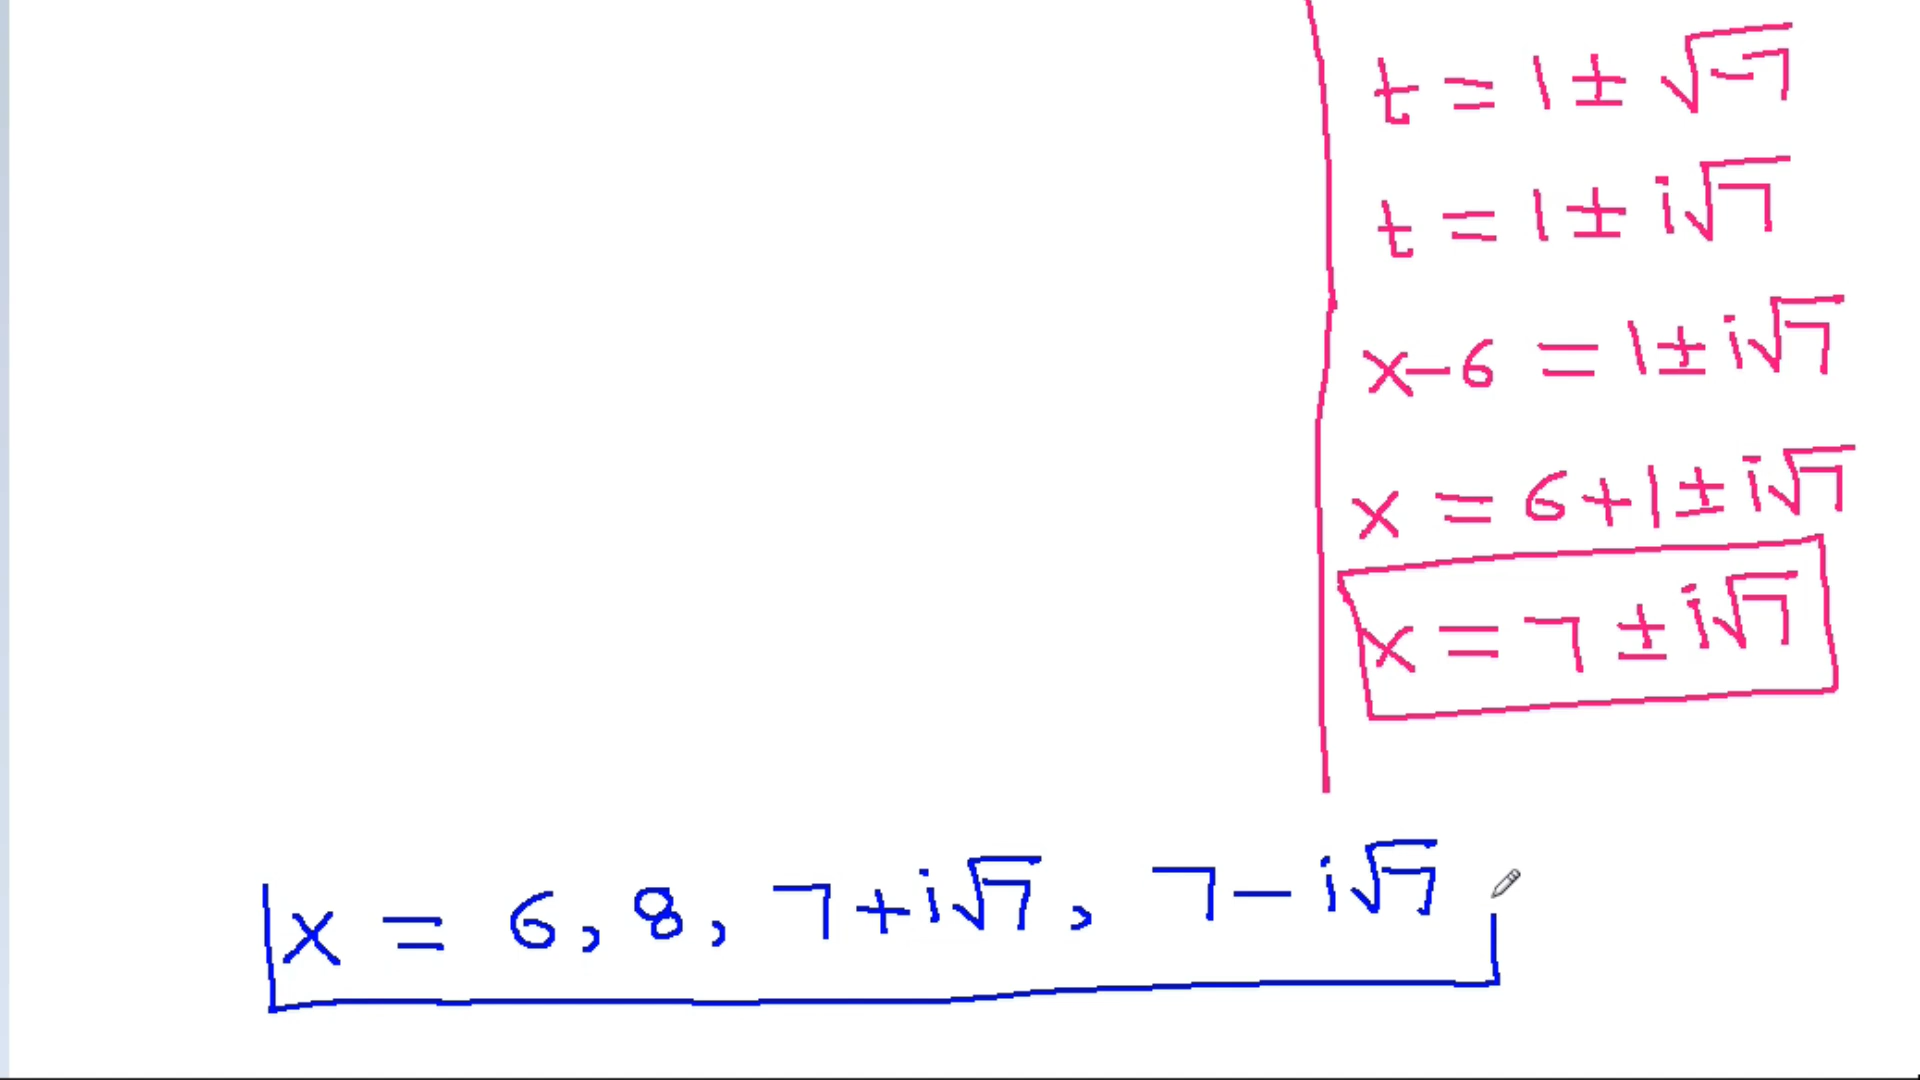 t = 1 ± √-7
t = 1 ± i√7
x-6 = 1 ± i√7
x = 6+1 ± i√7
x = 7 ± i√7
x = 6, 8, 7+i√7, 7-i√7